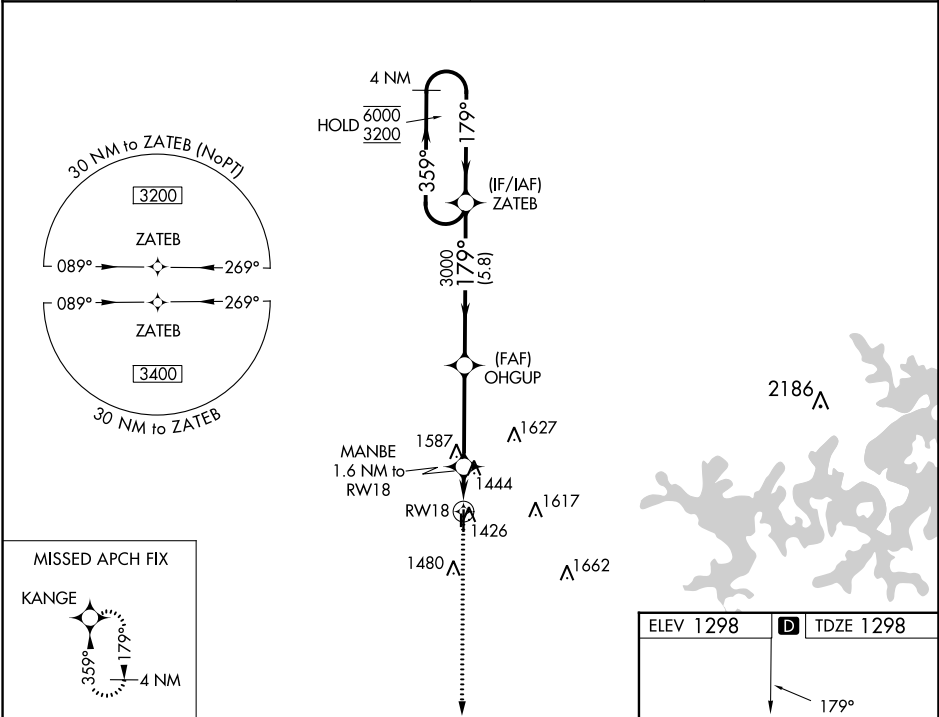 4 NM
HOLD 6000
3200
179°
359°
(IF/IAF)
ZATEB
3000
179°
(5.8)
(FAF)
OHGUP
30 NM to ZATEB (NoPT)
3200
ZATEB
089°
269°
089°
269°
ZATEB
3400
30 NM to ZATEB
2186
1627
1587
MANBE
1.6 NM to
RW18
1444
RW18
1426
1617
1480
1662
MISSED APCH FIX
KANGE
359°
179°
4 NM
ELEV 1298 D TDZE 1298
179°